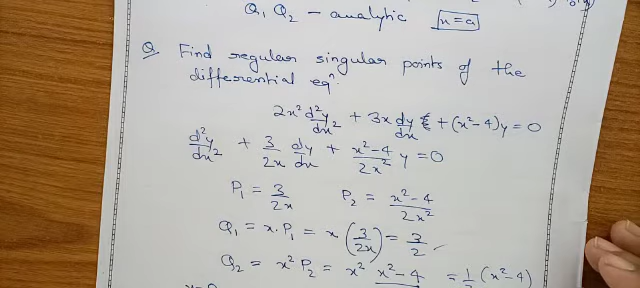 Q₁ Q₂ – analytic x=a
Q Find regular singular points of the
differential eqⁿ.
2x² d²y/dx² + 3x dy/dx + (x²-4)y = 0
d²y/dx² + 3/2x dy/dx + x²-4/2x² y = 0
P₁ = 3/2x P₂ = x²-4/2x²
Q₁ = x.P₁ = x (3/2x) = 3/2
Q₂ = x² P₂ = x² x²-4 = 1/2 (x²-4)